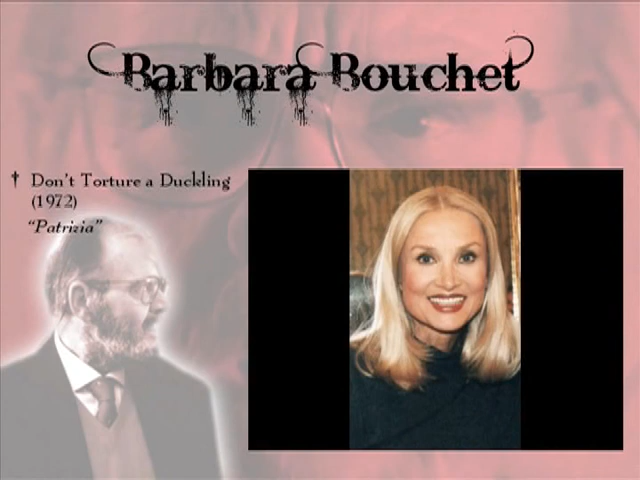 Barbara Bouchet
† Don't Torture a Duckling
(1972)
"Patrizia"